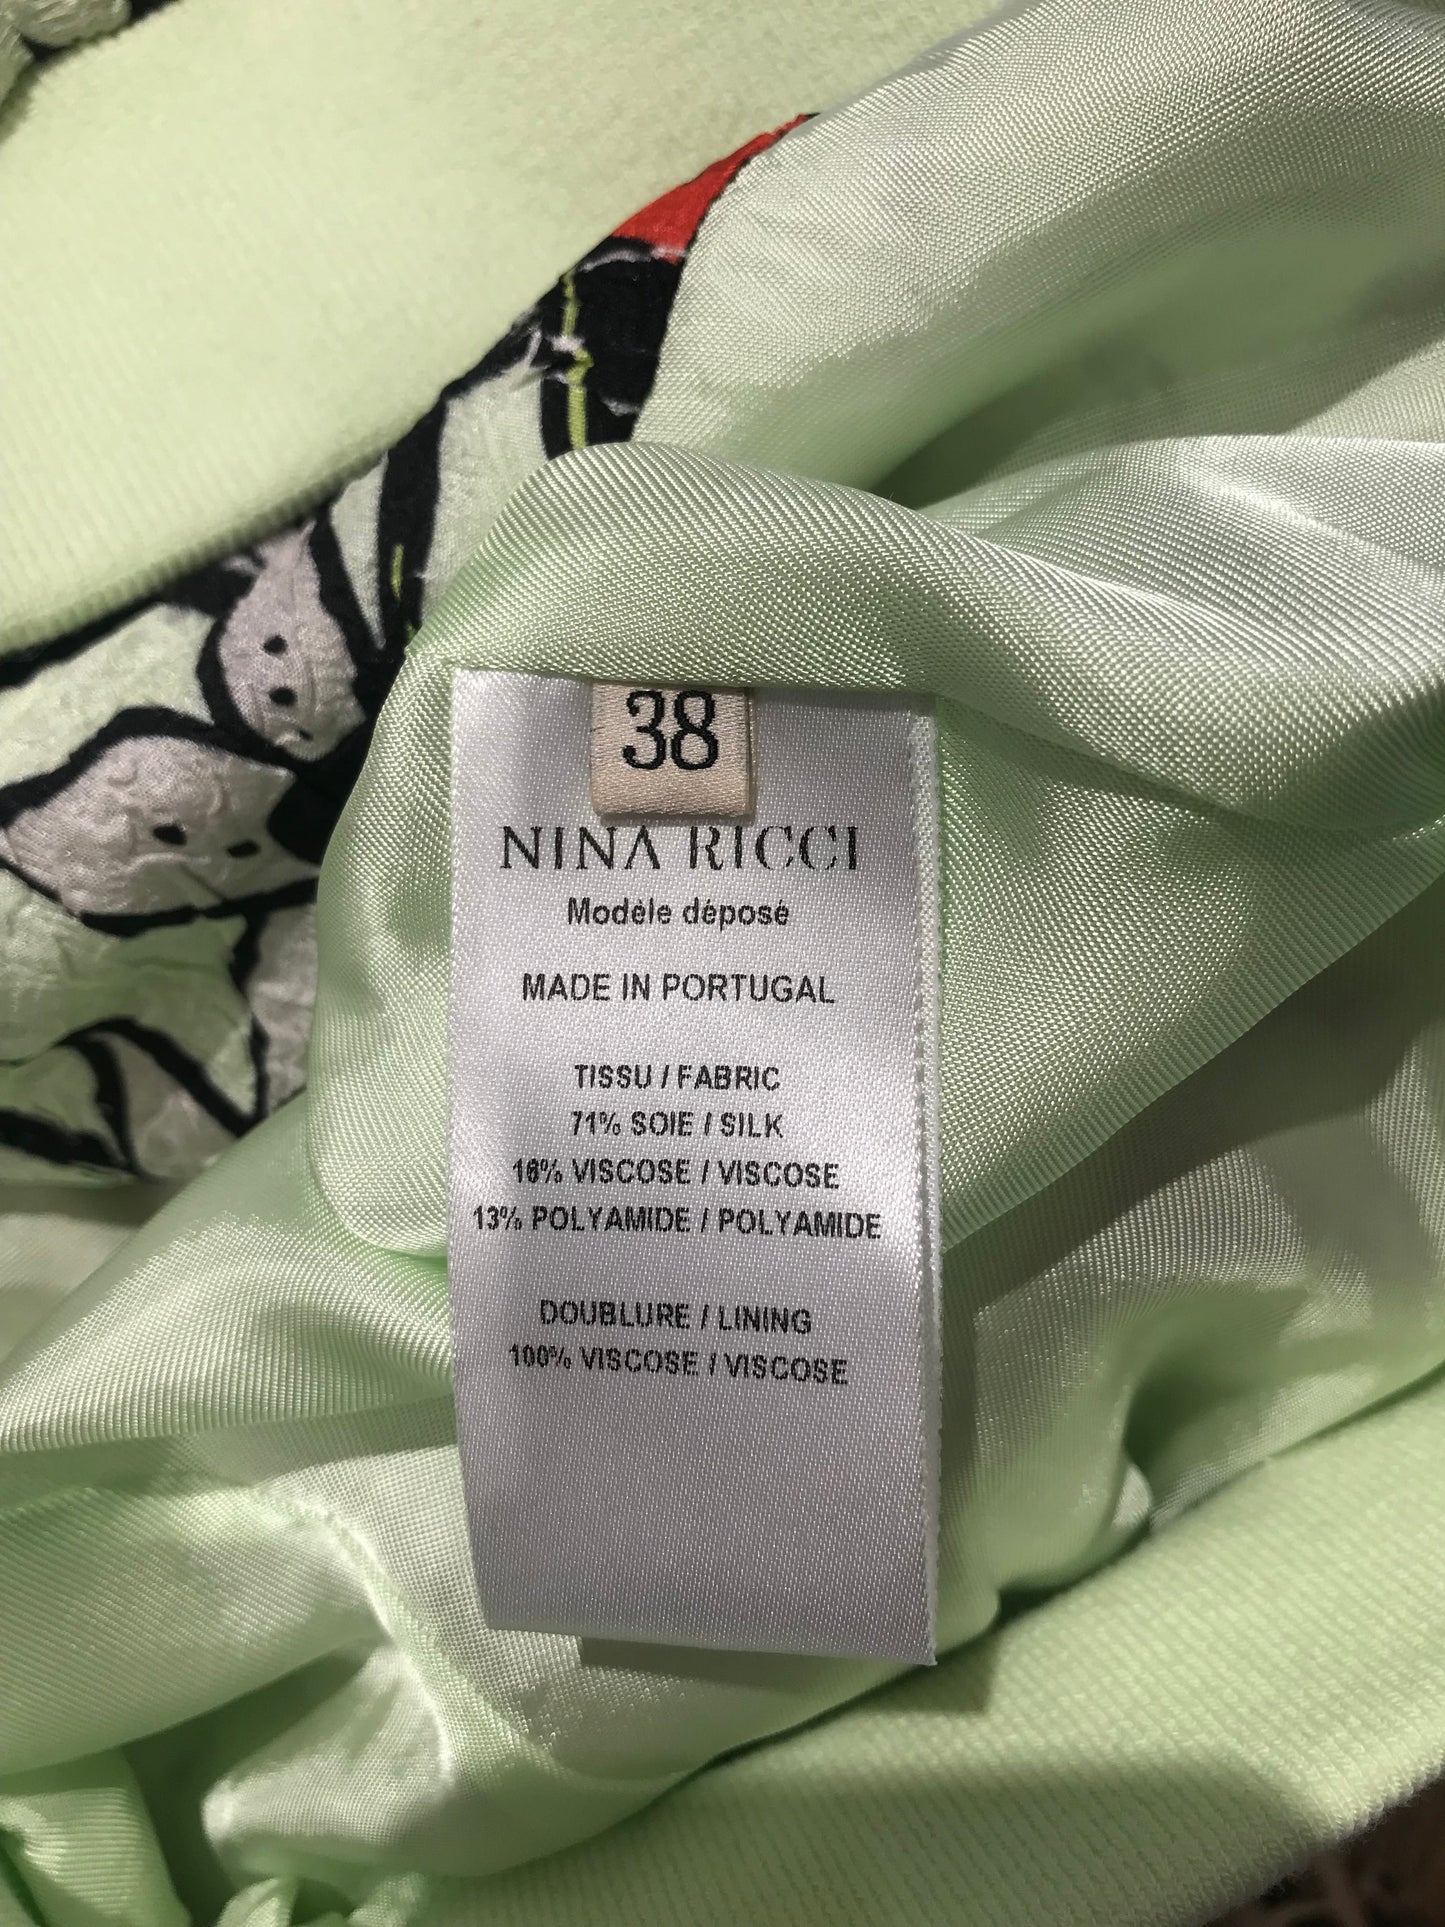 38
NINA RICCI
Modèle déposé
MADE IN PORTUGAL
TISSU / FABRIC
71% SOIE / SILK
16% VISCOSE / VISCOSE
13% POLYAMIDE / POLYAMIDE
DOUBLURE / LINING
100% VISCOSE / VISCOSE